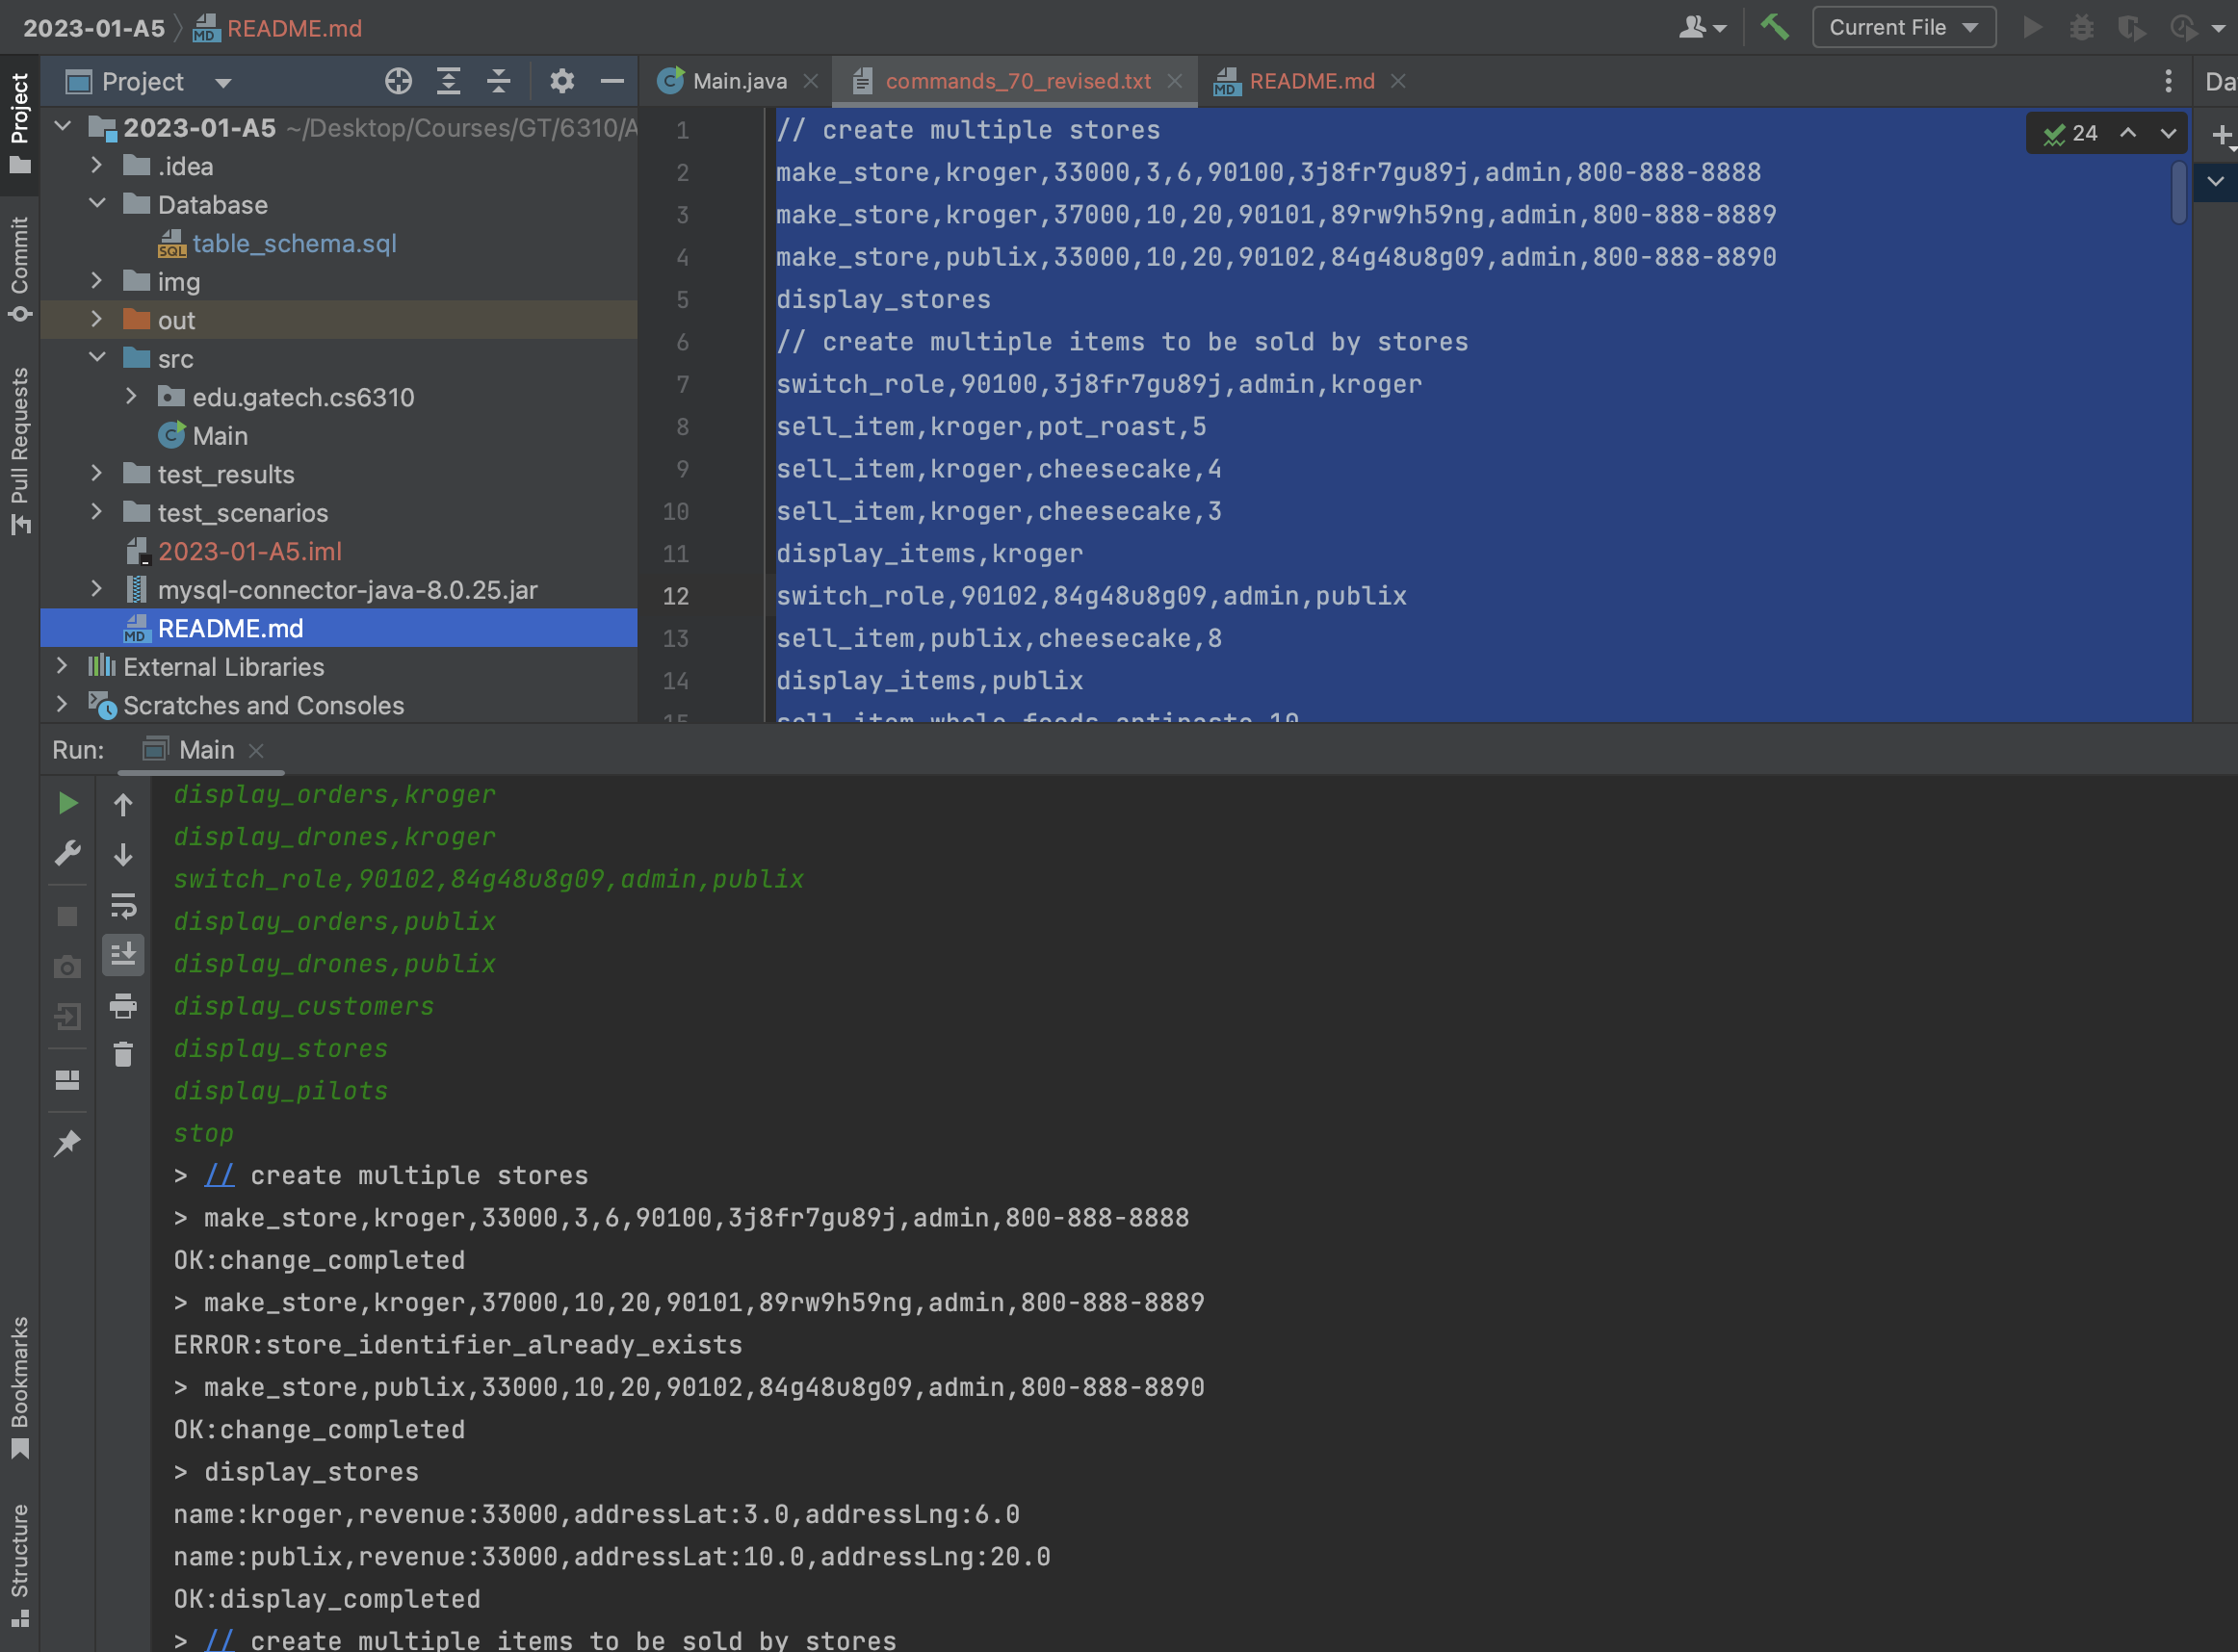 2023-01-A5 README.md
Current File
Project
Main.java
commands_70_revised.txt
README.md
Da
Project
Commit
Pull Requests
Bookmarks
Structure
2023-01-A5 ~/Desktop/Courses/GT/6310/A
.idea
Database
table_schema.sql
img
out
src
edu.gatech.cs6310
Main
test_results
test_scenarios
2023-01-A5.iml
mysql-connector-java-8.0.25.jar
README.md
External Libraries
Scratches and Consoles
24
1 // create multiple stores
2 make_store,kroger,33000,3,6,90100,3j8fr7gu89j,admin,800-888-8888
3 make_store,kroger,37000,10,20,90101,89rw9h59ng,admin,800-888-8889
4 make_store,publix,33000,10,20,90102,84g48u8g09,admin,800-888-8890
5 display_stores
6 // create multiple items to be sold by stores
7 switch_role,90100,3j8fr7gu89j,admin,kroger
8 sell_item,kroger,pot_roast,5
9 sell_item,kroger,cheesecake,4
10 sell_item,kroger,cheesecake,3
11 display_items,kroger
12 switch_role,90102,84g48u8g09,admin,publix
13 sell_item,publix,cheesecake,8
14 display_items,publix
15 sell_item,whole_foods,antipasto,10
Run: Main
display_orders,kroger
display_drones,kroger
switch_role,90102,84g48u8g09,admin,publix
display_orders,publix
display_drones,publix
display_customers
display_stores
display_pilots
stop
> // create multiple stores
> make_store,kroger,33000,3,6,90100,3j8fr7gu89j,admin,800-888-8888
OK:change_completed
> make_store,kroger,37000,10,20,90101,89rw9h59ng,admin,800-888-8889
ERROR:store_identifier_already_exists
> make_store,publix,33000,10,20,90102,84g48u8g09,admin,800-888-8890
OK:change_completed
> display_stores
name:kroger,revenue:33000,addressLat:3.0,addressLng:6.0
name:publix,revenue:33000,addressLat:10.0,addressLng:20.0
OK:display_completed
> // create multiple items to be sold by stores